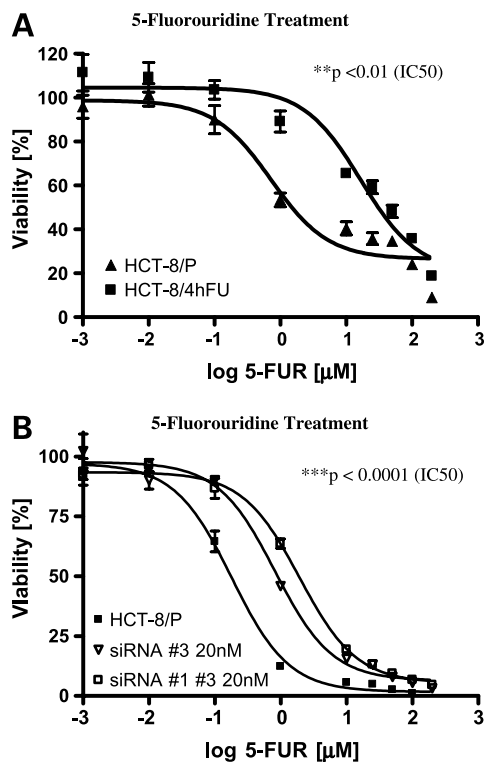 A
5-Fluorouridine Treatment
120
100
80
60
40
20
0
Viability [%]
**p <0.01 (IC50)
HCT-8/P
HCT-8/4hFU
-3 -2 -1 0 1 2 3
log 5-FUR [µM]
B
5-Fluorouridine Treatment
100
75
50
25
0
Viability [%]
***p < 0.0001 (IC50)
HCT-8/P
siRNA #3 20nM
siRNA #1 #3 20nM
-3 -2 -1 0 1 2 3
log 5-FUR [µM]